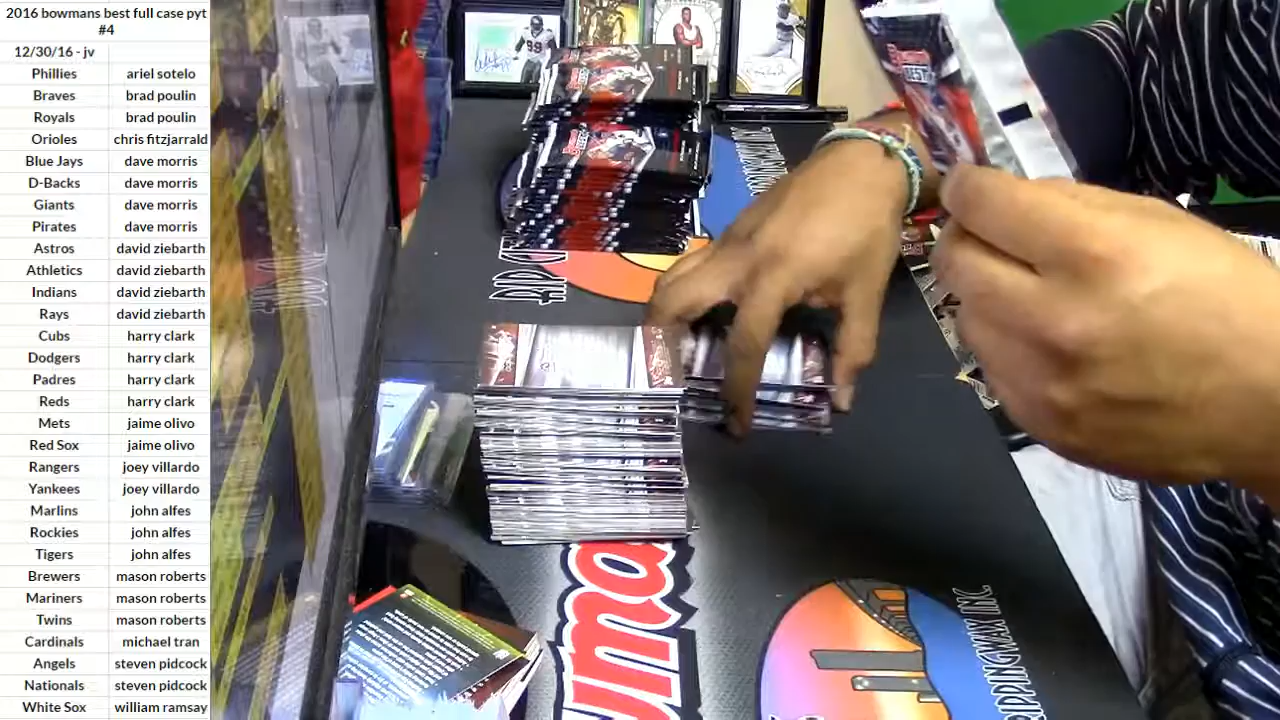 2016 bowmans best full case pyt
#4
12/30/16 - jv
Phillies ariel sotelo
Braves brad poulin
Royals brad poulin
Orioles chris fitzjarrald
Blue Jays dave morris
D-Backs dave morris
Giants dave morris
Pirates dave morris
Astros david ziebarth
Athletics david ziebarth
Indians david ziebarth
Rays david ziebarth
Cubs harry clark
Dodgers harry clark
Padres harry clark
Reds harry clark
Mets jaime olivo
Red Sox jaime olivo
Rangers joey villardo
Yankees joey villardo
Marlins john alfes
Rockies john alfes
Tigers john alfes
Brewers mason roberts
Mariners mason roberts
Twins mason roberts
Cardinals michael tran
Angels steven pidcock
Nationals steven pidcock
White Sox william ramsay
99
RIPPINGWAX INC.